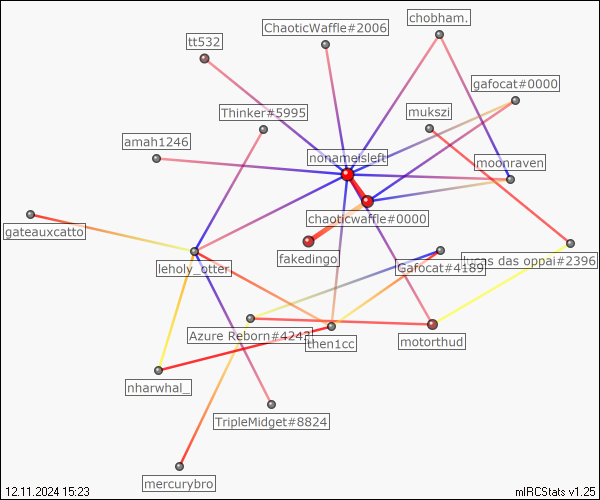 chobham.
ChaoticWaffle#2006
tt532
gafocat#0000
Thinker#5995
mukszi
amah1246
nonameisleft
moonraven
chaoticwaffle#0000
gateauxcatto
fakedingo
lucas das oppai#2396
leholy_otter
Gafocat#4189
Azure Reborn#4243
then1cc
motorthud
nharwhal_
TripleMidget#8824
mercurybro
12.11.2024 15:23
mIRCStats v1.25